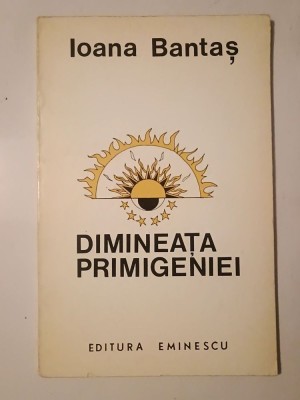 Ioana Bantaș
DIMINEAȚA
PRIMIGENIEI
EDITURA EMINESCU